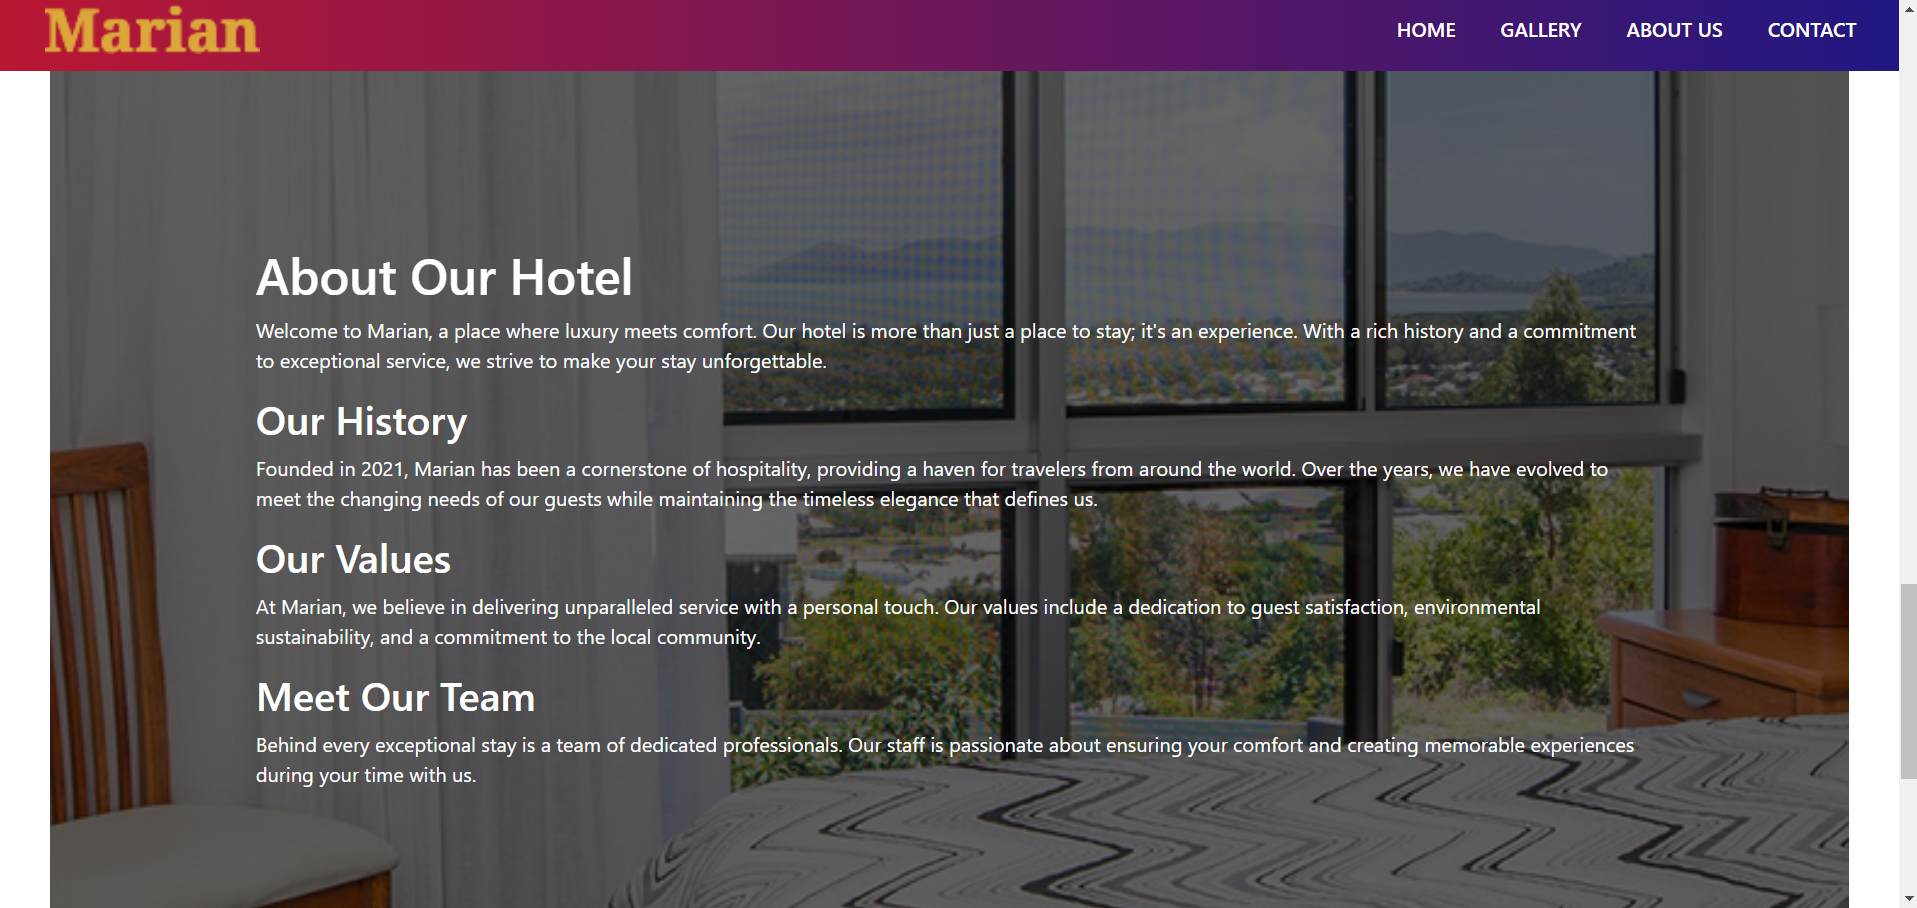 Marian
HOME GALLERY ABOUT US CONTACT
About Our Hotel
Welcome to Marian, a place where luxury meets comfort. Our hotel is more than just a place to stay; it's an experience. With a rich history and a commitment
to exceptional service, we strive to make your stay unforgettable.
Our History
Founded in 2021, Marian has been a cornerstone of hospitality, providing a haven for travelers from around the world. Over the years, we have evolved to
meet the changing needs of our guests while maintaining the timeless elegance that defines us.
Our Values
At Marian, we believe in delivering unparalleled service with a personal touch. Our values include a dedication to guest satisfaction, environmental
sustainability, and a commitment to the local community.
Meet Our Team
Behind every exceptional stay is a team of dedicated professionals. Our staff is passionate about ensuring your comfort and creating memorable experiences
during your time with us.